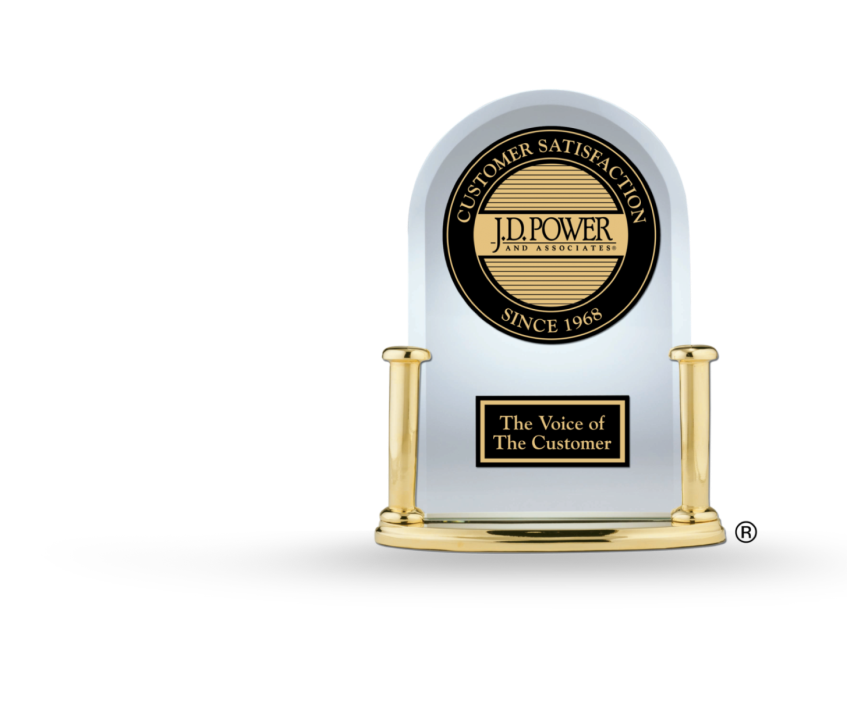 CUSTOMER SATISFACTION
J.D. POWER
AND ASSOCIATES®
SINCE 1968
The Voice of
The Customer
®